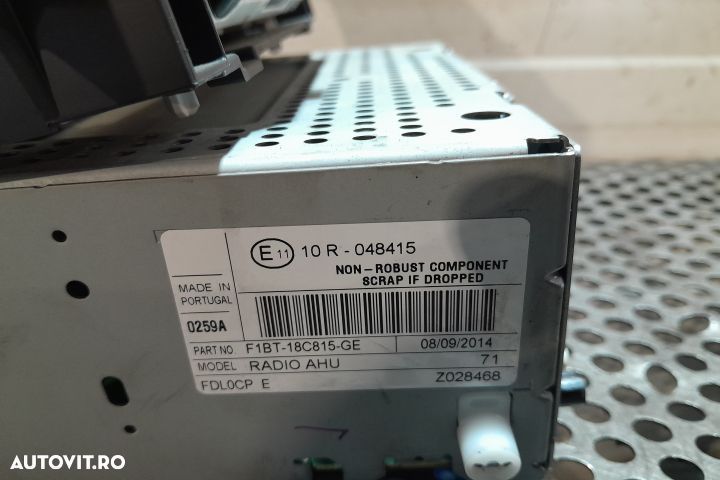 E 11 10 R - 048415
NON-ROBUST COMPONENT
SCRAP IF DROPPED
MADE IN
PORTUGAL
0259A
PART NO. F1BT-18C815-GE 08/09/2014
MODEL RADIO AHU 71
FDL0CP E Z028468
AUTOVIT.RO